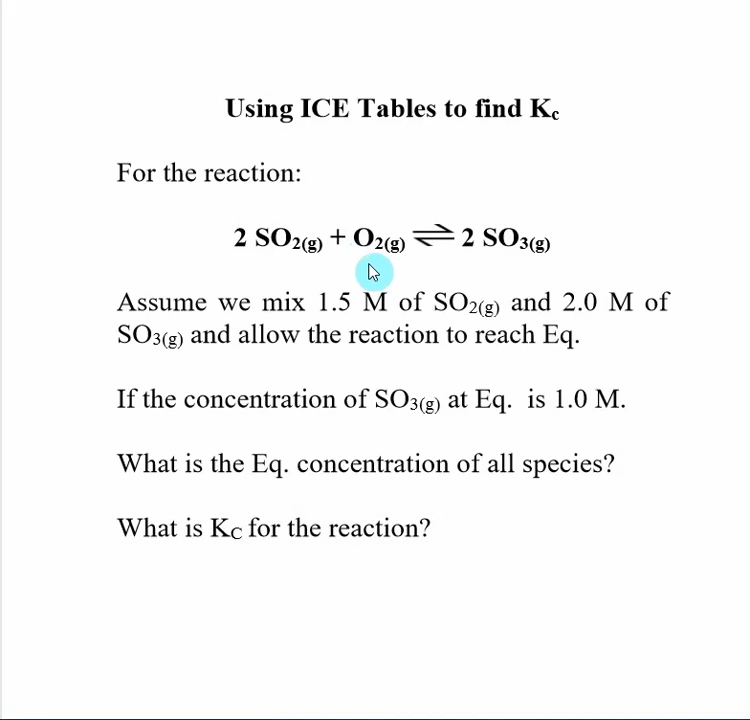 Using ICE Tables to find Kc
For the reaction:
2 SO2(g) + O2(g) ⇌ 2 SO3(g)
Assume we mix 1.5 M of SO2(g) and 2.0 M of
SO3(g) and allow the reaction to reach Eq.
If the concentration of SO3(g) at Eq. is 1.0 M.
What is the Eq. concentration of all species?
What is KC for the reaction?